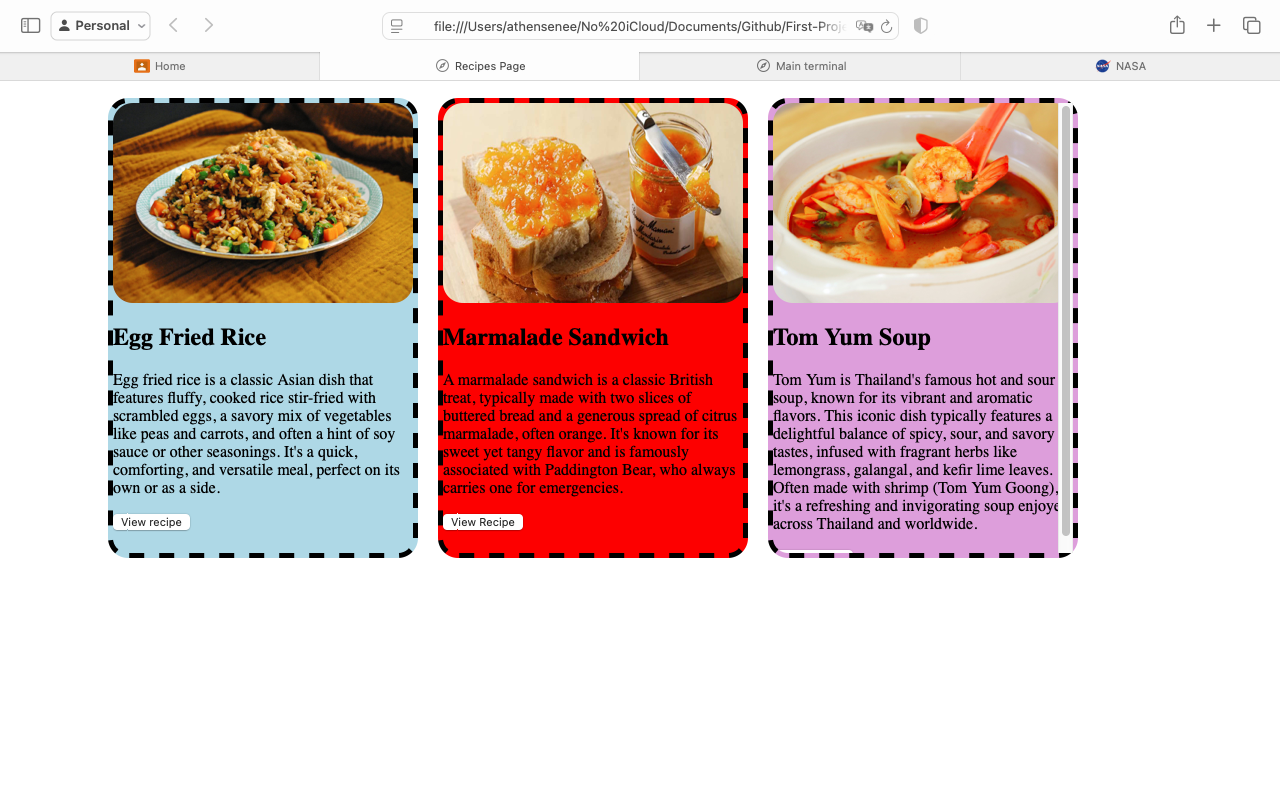 Personal
file:///Users/athensenee/No%20iCloud/Documents/Github/First-Proj
Home
Recipes Page
Main terminal
NASA
Egg Fried Rice
Egg fried rice is a classic Asian dish that
features fluffy, cooked rice stir-fried with
scrambled eggs, a savory mix of vegetables
like peas and carrots, and often a hint of soy
sauce or other seasonings. It's a quick,
comforting, and versatile meal, perfect on its
own or as a side.
View recipe
Marmalade Sandwich
A marmalade sandwich is a classic British
treat, typically made with two slices of
buttered bread and a generous spread of citrus
marmalade, often orange. It's known for its
sweet yet tangy flavor and is famously
associated with Paddington Bear, who always
carries one for emergencies.
View Recipe
Tom Yum Soup
Tom Yum is Thailand's famous hot and sour
soup, known for its vibrant and aromatic
flavors. This iconic dish typically features a
delightful balance of spicy, sour, and savory
tastes, infused with fragrant herbs like
lemongrass, galangal, and kefir lime leaves.
Often made with shrimp (Tom Yum Goong),
it's a refreshing and invigorating soup enjoye
across Thailand and worldwide.